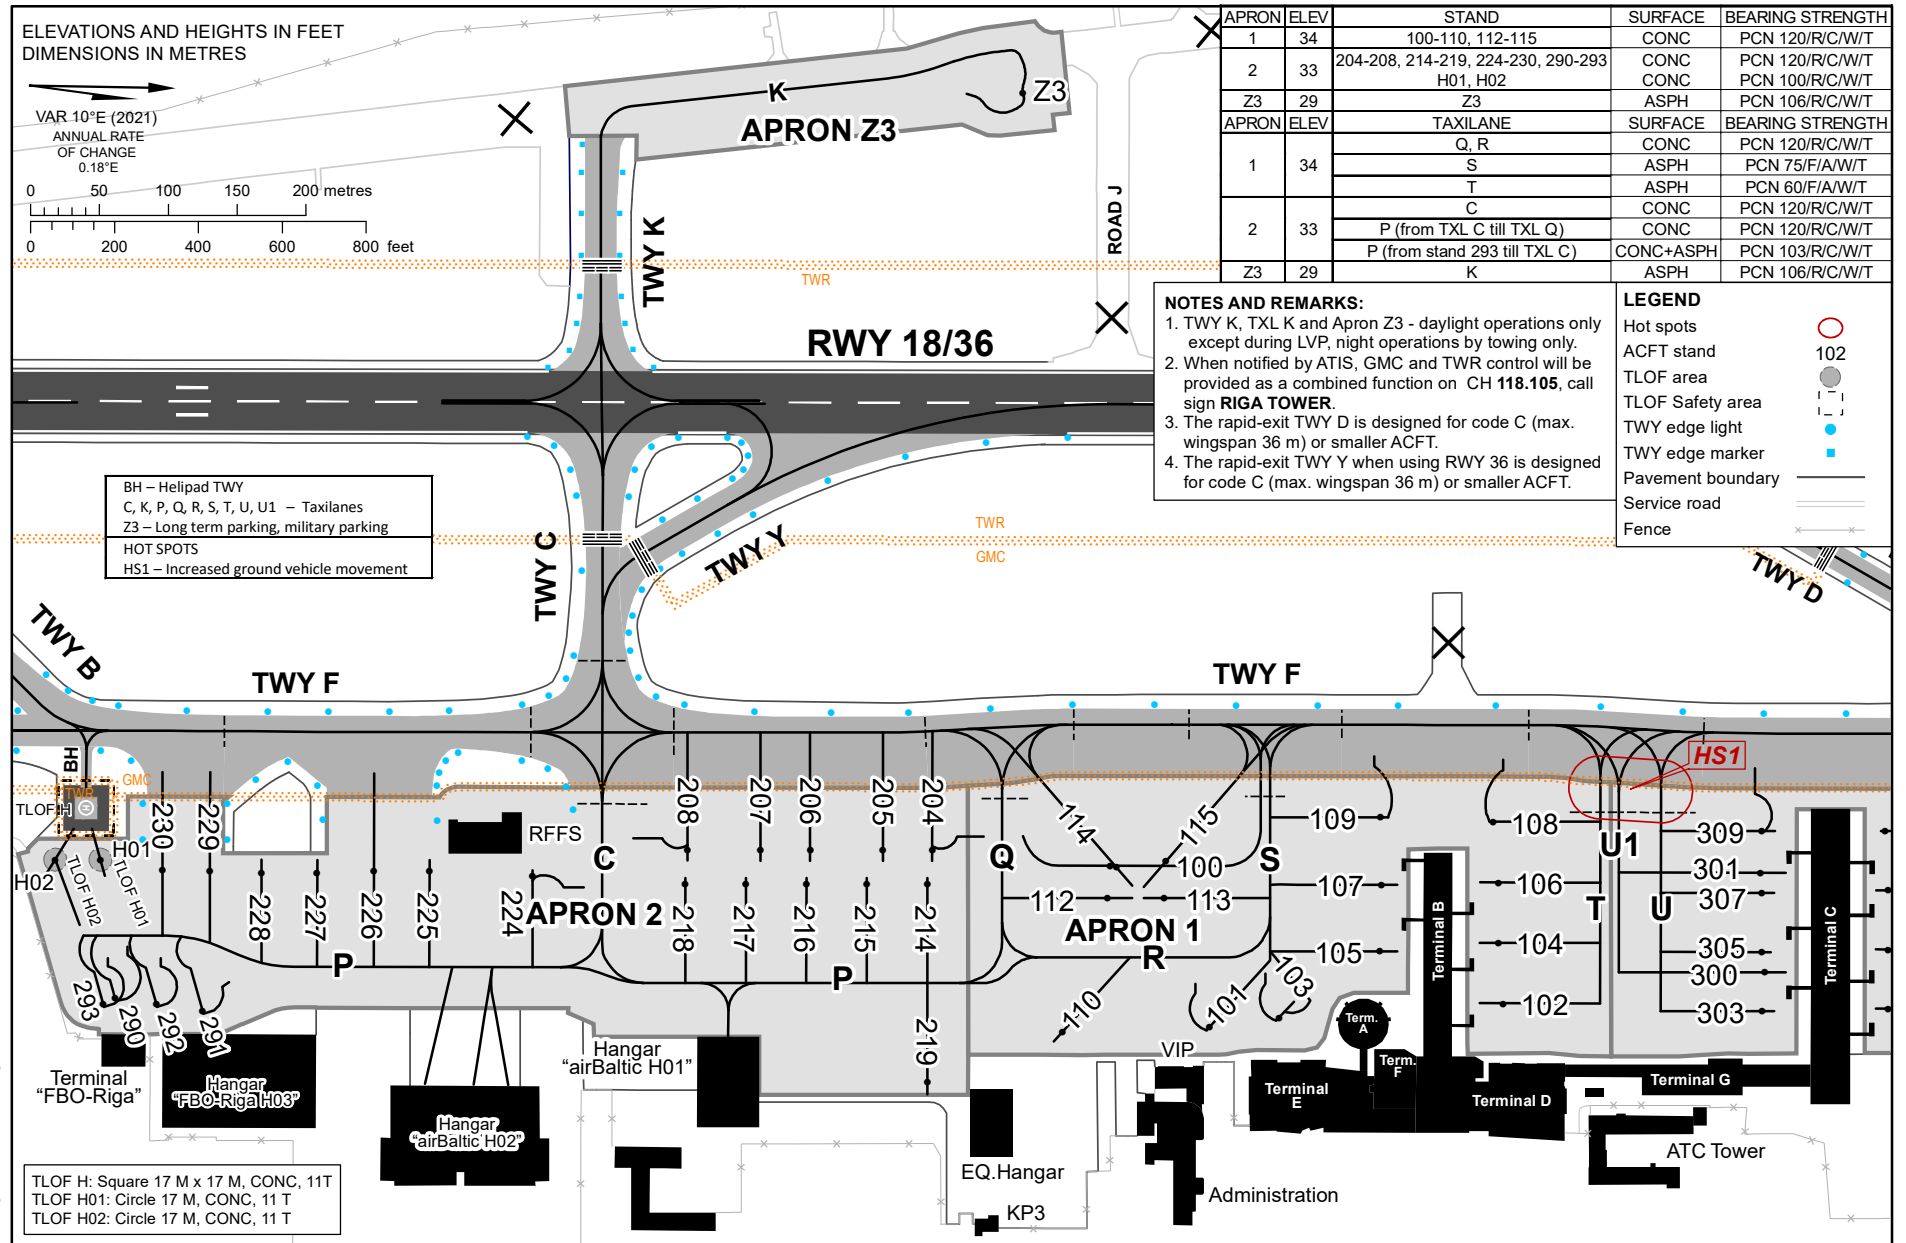 ELEVATIONS AND HEIGHTS IN FEET
DIMENSIONS IN METRES
VAR 10°E (2021)
ANNUAL RATE
OF CHANGE
0.18°E
0 50 100 150 200 metres
0 200 400 600 800 feet
APRON ELEV STAND SURFACE BEARING STRENGTH
1 34 100-110, 112-115 CONC PCN 120/R/C/W/T
2 33 204-208, 214-219, 224-230, 290-293 CONC PCN 120/R/C/W/T
H01, H02 CONC PCN 100/R/C/W/T
Z3 29 Z3 ASPH PCN 106/R/C/W/T
APRON ELEV TAXILANE SURFACE BEARING STRENGTH
1 34 Q, R CONC PCN 120/R/C/W/T
S ASPH PCN 75/F/A/W/T
T ASPH PCN 60/F/A/W/T
2 33 C CONC PCN 120/R/C/W/T
P (from TXL C till TXL Q) CONC PCN 120/R/C/W/T
P (from stand 293 till TXL C) CONC+ASPH PCN 103/R/C/W/T
Z3 29 K ASPH PCN 106/R/C/W/T
NOTES AND REMARKS:
1. TWY K, TXL K and Apron Z3 - daylight operations only
except during LVP, night operations by towing only.
2. When notified by ATIS, GMC and TWR control will be
provided as a combined function on CH 118.105, call
sign RIGA TOWER.
3. The rapid-exit TWY D is designed for code C (max.
wingspan 36 m) or smaller ACFT.
4. The rapid-exit TWY Y when using RWY 36 is designed
for code C (max. wingspan 36 m) or smaller ACFT.
LEGEND
Hot spots
ACFT stand 102
TLOF area
TLOF Safety area
TWY edge light
TWY edge marker
Pavement boundary
Service road
Fence
K
Z3
APRON Z3
TWY K
ROAD J
TWR
RWY 18/36
BH – Helipad TWY
C, K, P, Q, R, S, T, U, U1 – Taxilanes
Z3 – Long term parking, military parking
HOT SPOTS
HS1 – Increased ground vehicle movement
TWY C
TWY Y
TWR
GMC
TWY D
TWY B
TWY F
TWY F
BH
GMC
TWR
TLOF H
H
H01
H02
TLOF H02
TLOF H01
HS1
230
229
228
227
226
225
224
RFFS
C
208
207
206
205
204
218
217
216
215
214
219
APRON 2
P
P
Q
114
115
100
112
113
APRON 1
R
S
110
101
103
109
107
105
108
106
104
102
U1
T
U
309
301
307
305
300
303
293
290
292
291
Terminal
“FBO-Riga”
Hangar
“FBO-Riga H03”
Hangar
“airBaltic H02”
Hangar
“airBaltic H01”
EQ.Hangar
KP3
VIP
Administration
Terminal
E
Term.
A
Term.
F
Terminal B
Terminal D
Terminal G
Terminal C
ATC Tower
TLOF H: Square 17 M x 17 M, CONC, 11T
TLOF H01: Circle 17 M, CONC, 11 T
TLOF H02: Circle 17 M, CONC, 11 T